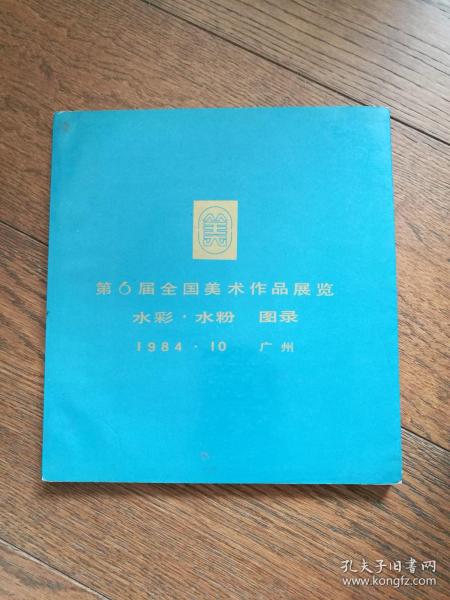 美
第6届全国美术作品展览
水彩·水粉 图录
1984·10 广州
孔夫子旧书网
www.kongfz.com